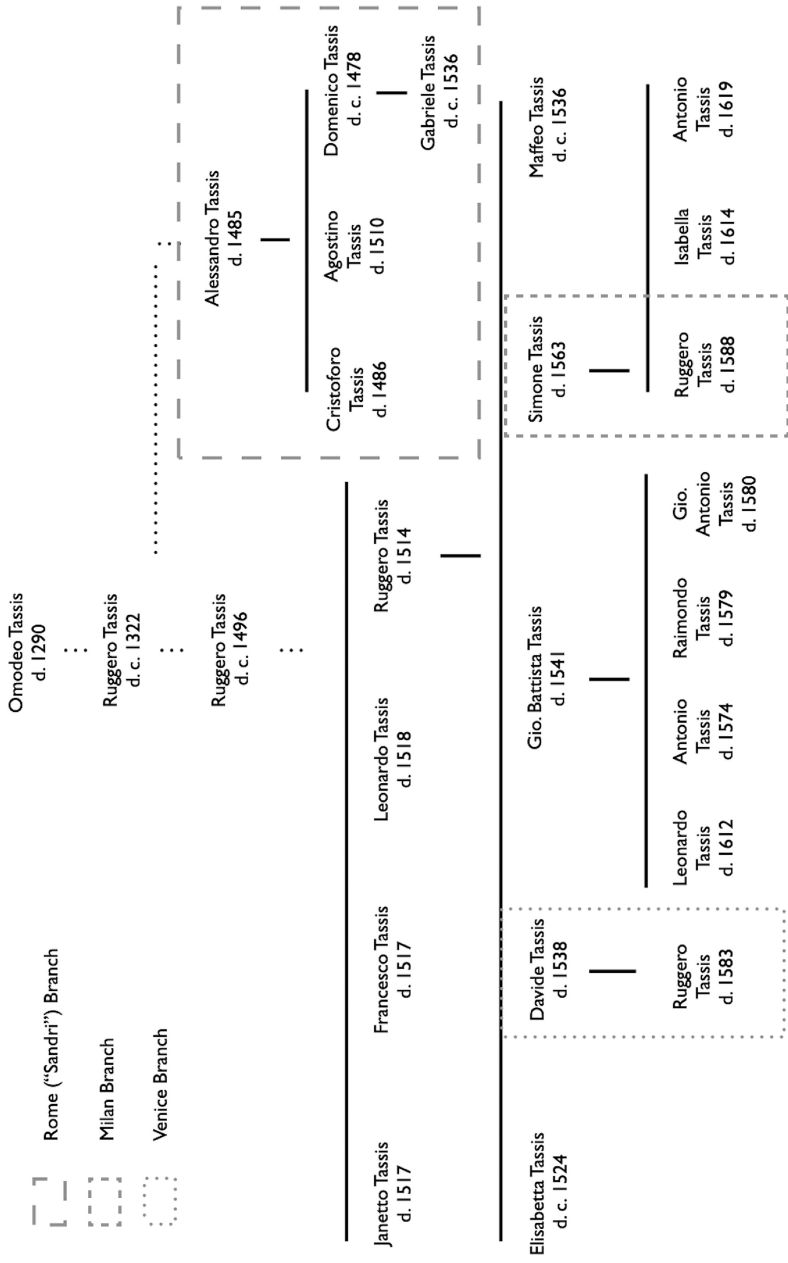 Omodeo Tassis
d. 1290
Ruggero Tassis
d. c. 1322
Ruggero Tassis
d. c. 1496
Rome ("Sandri") Branch
Milan Branch
Venice Branch
Alessandro Tassis
d. 1485
Cristoforo
Tassis
d. 1486
Agostino
Tassis
d. 1510
Domenico Tassis
d. c. 1478
Gabriele Tassis
d. c. 1536
Janetto Tassis
d. 1517
Francesco Tassis
d. 1517
Leonardo Tassis
d. 1518
Ruggero Tassis
d. 1514
Elisabetta Tassis
d. c. 1524
Davide Tassis
d. 1538
Gio. Battista Tassis
d. 1541
Simone Tassis
d. 1563
Maffeo Tassis
d. c. 1536
Ruggero
Tassis
d. 1583
Leonardo
Tassis
d. 1612
Antonio
Tassis
d. 1574
Raimondo
Tassis
d. 1579
Gio.
Antonio
Tassis
d. 1580
Ruggero
Tassis
d. 1588
Isabella
Tassis
d. 1614
Antonio
Tassis
d. 1619